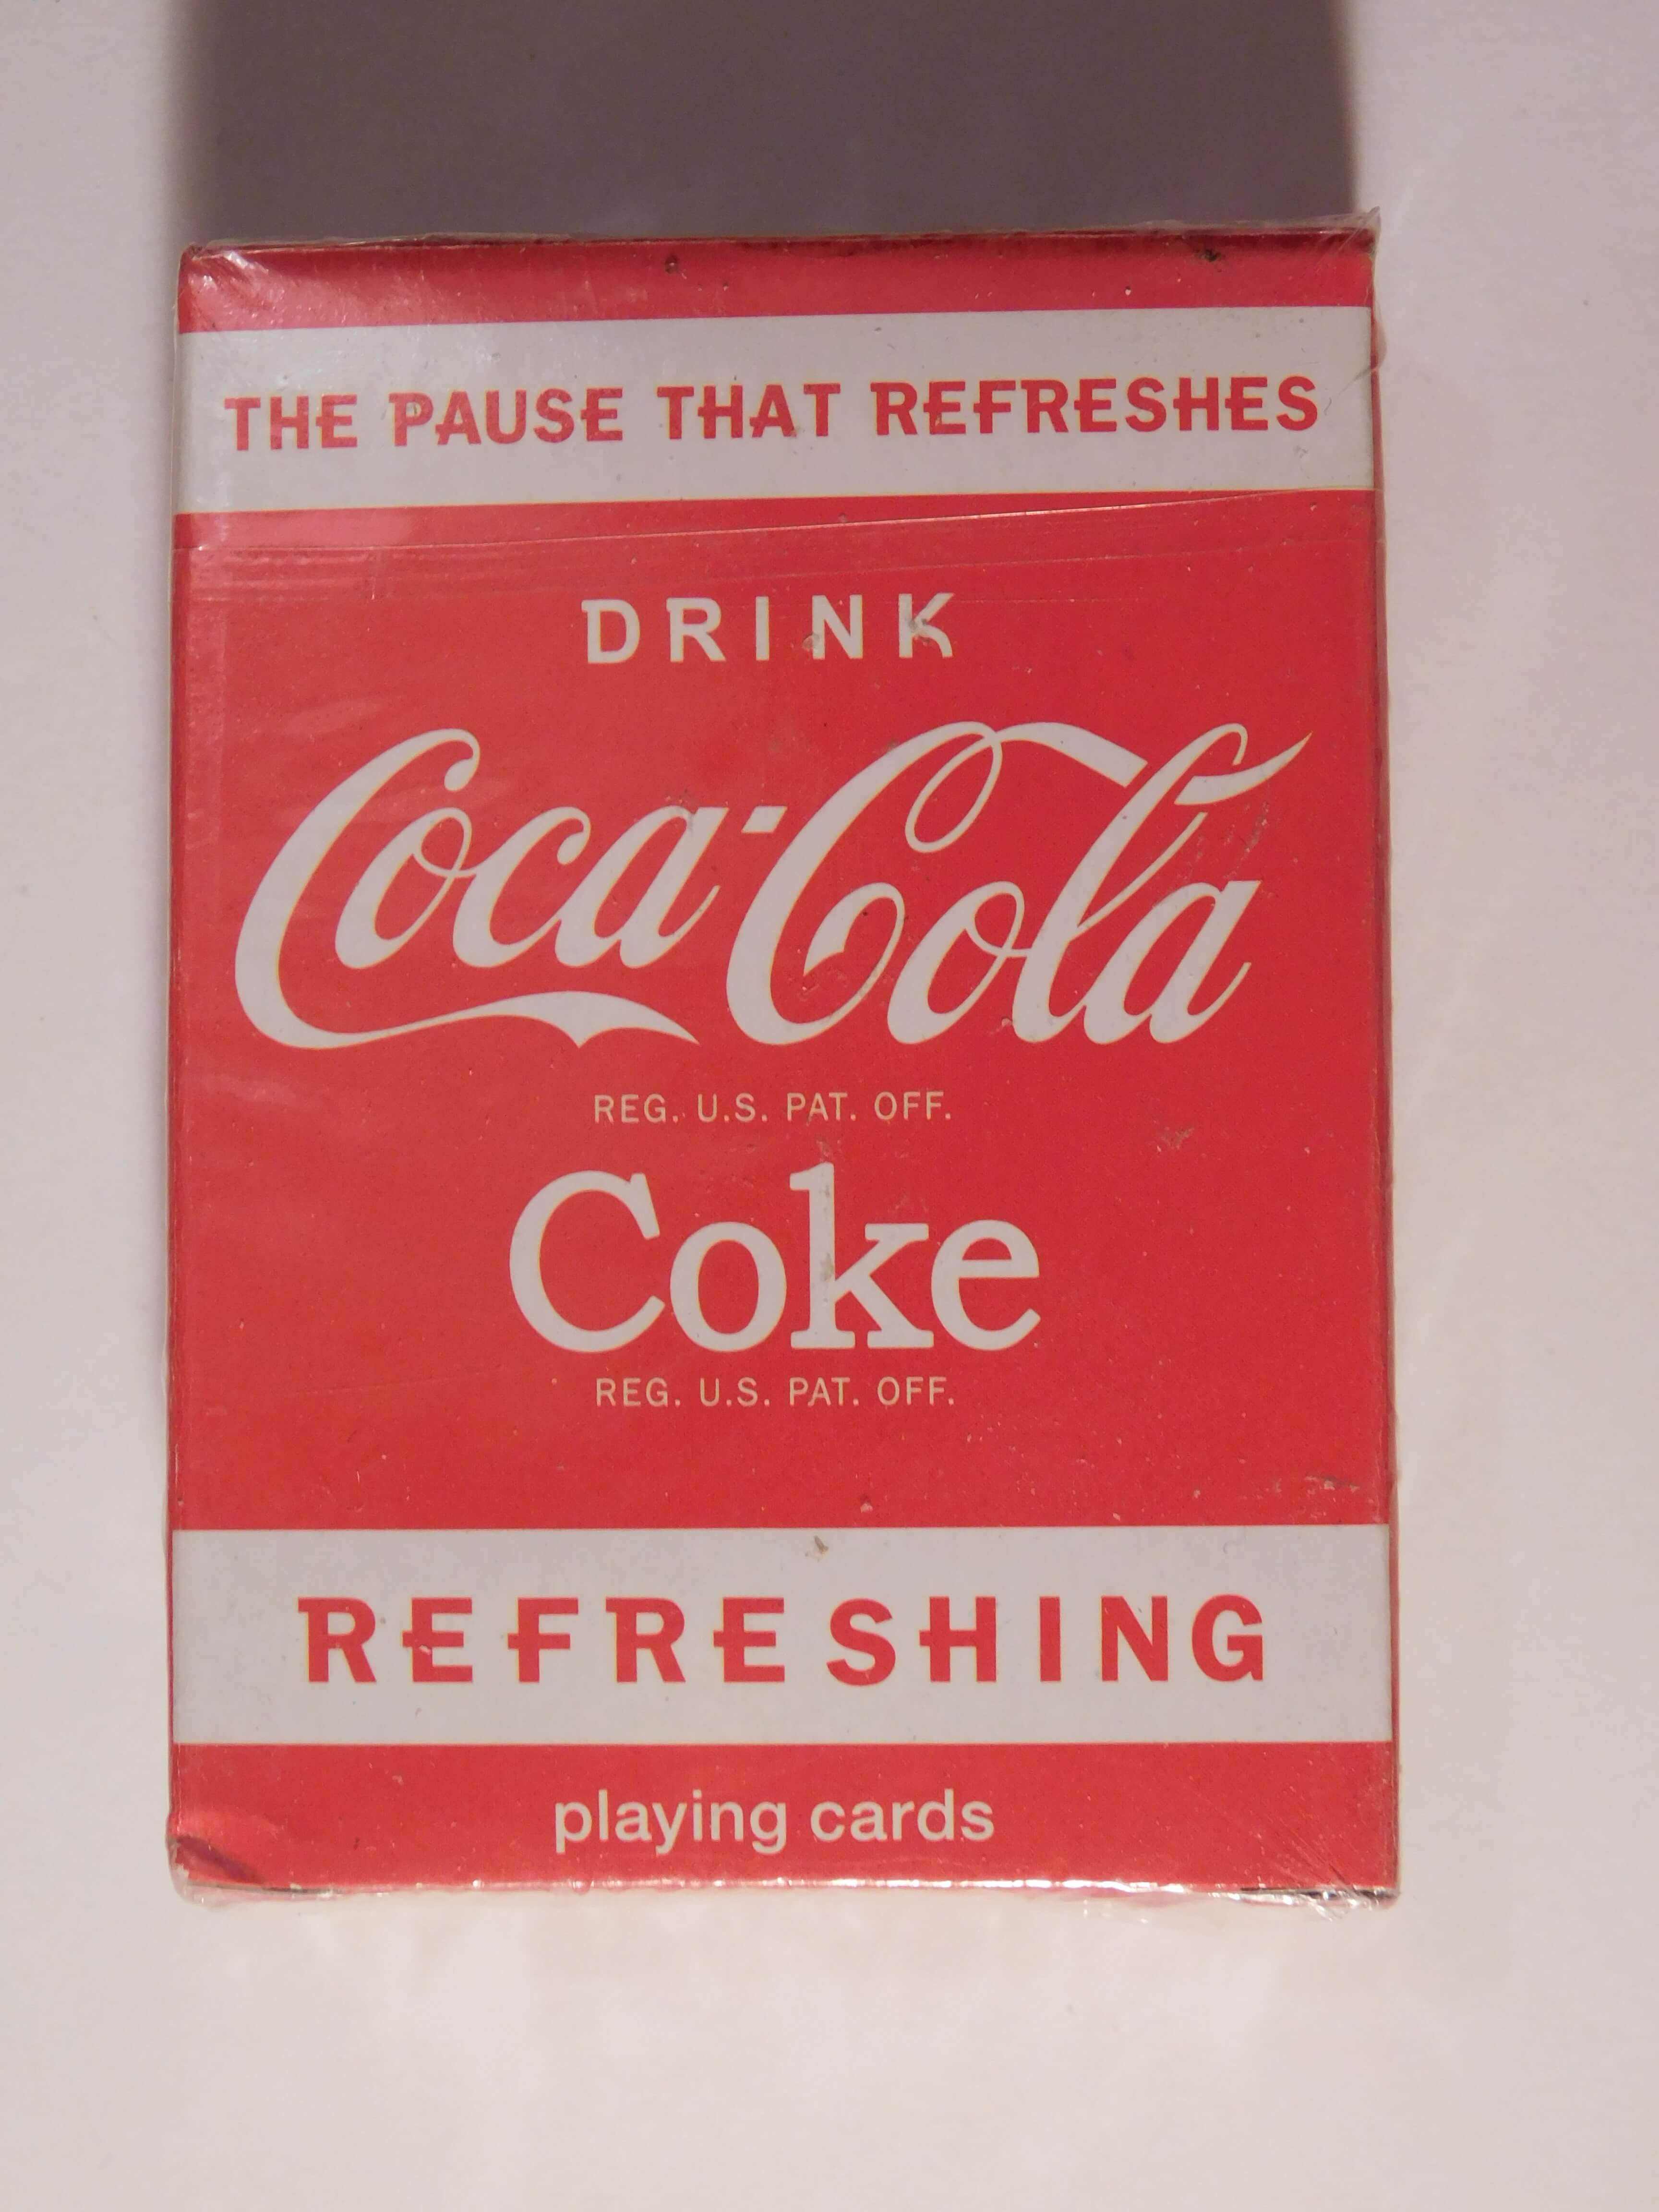 THE PAUSE THAT REFRESHES
DRINK
Coca-Cola
REG. U.S. PAT. OFF.
Coke
REG. U.S. PAT. OFF.
REFRESHING
playing cards